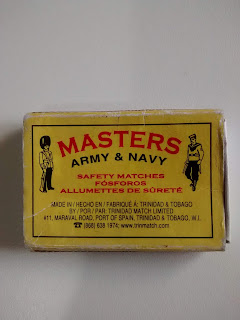 MASTERS
ARMY & NAVY
SAFETY MATCHES
FÓSFOROS
ALLUMETTES DE SÛRETÉ
MADE IN / HECHO EN / FABRIQUÉ À: TRINIDAD & TOBAGO
BY / POR / PAR: TRINIDAD MATCH LIMITED
411, MARAVAL ROAD, PORT OF SPAIN, TRINIDAD & TOBAGO, W.I.
☎ (868) 638 1974; www.trinmatch.com